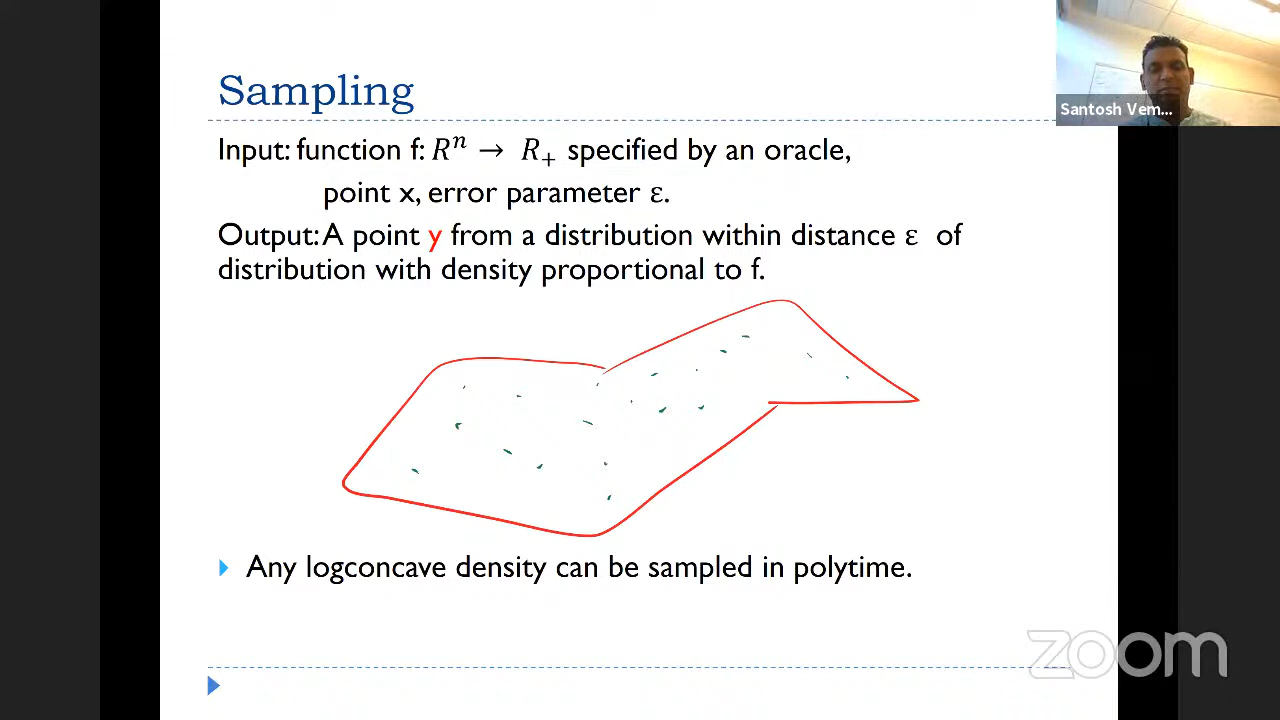 Sampling
Santosh Vem...
Input: function f: Rⁿ → R₊ specified by an oracle,
point x, error parameter ε.
Output: A point y from a distribution within distance ε of
distribution with density proportional to f.
Any logconcave density can be sampled in polytime.
zoom